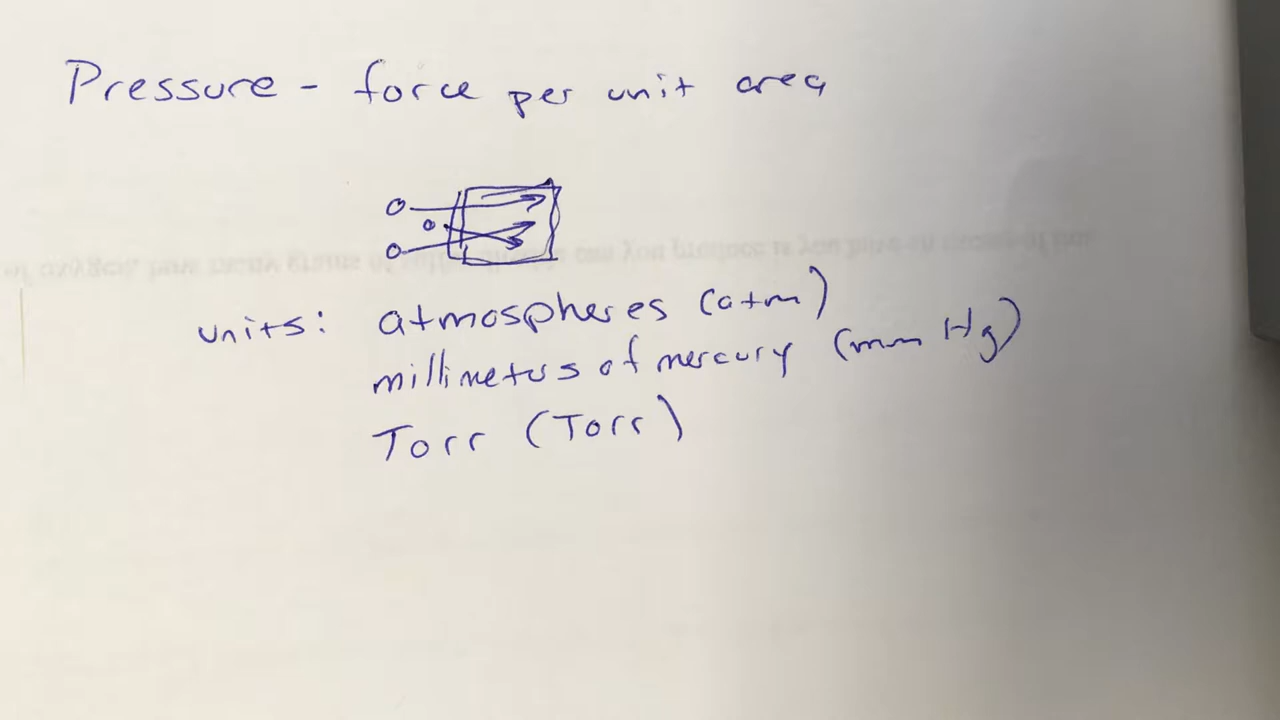 Pressure - force per unit area
units: atmospheres (atm)
millimeters of mercury (mm Hg)
Torr (Torr)